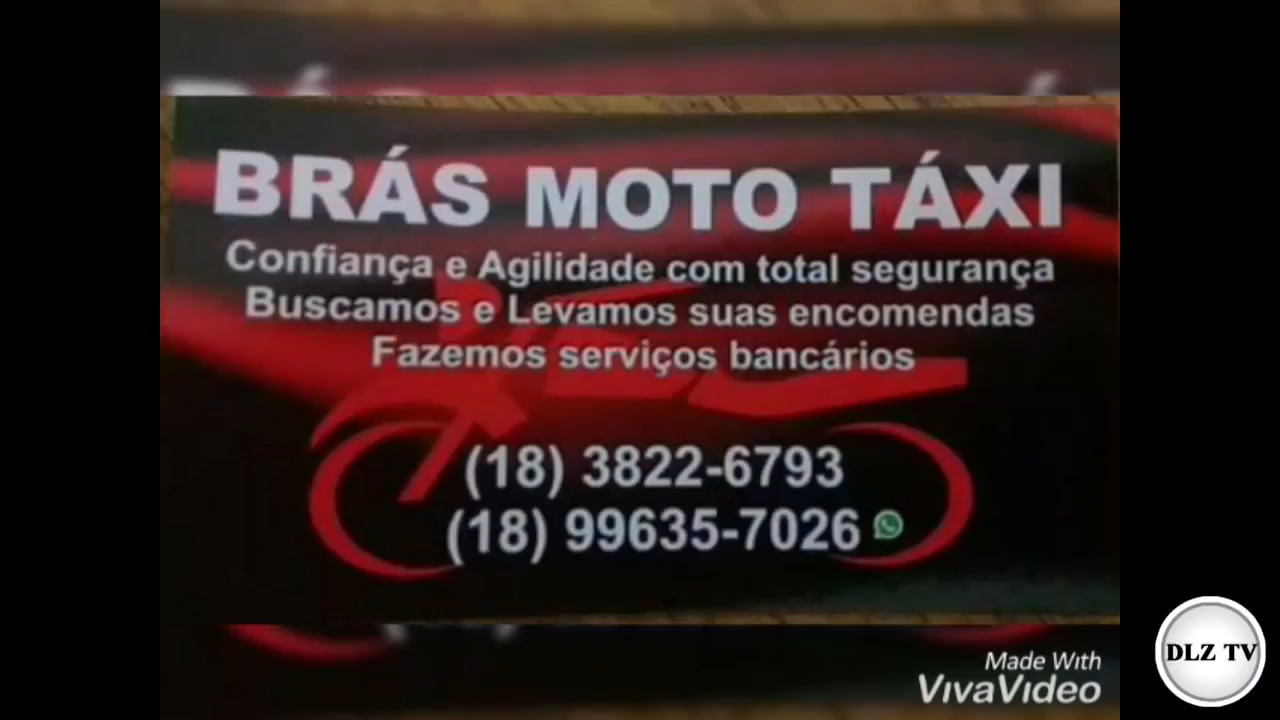 BRÁS MOTO TÁXI
Confiança e Agilidade com total segurança
Buscamos e Levamos suas encomendas
Fazemos serviços bancários
(18) 3822-6793
(18) 99635-7026
Made With
VivaVideo
DLZ TV